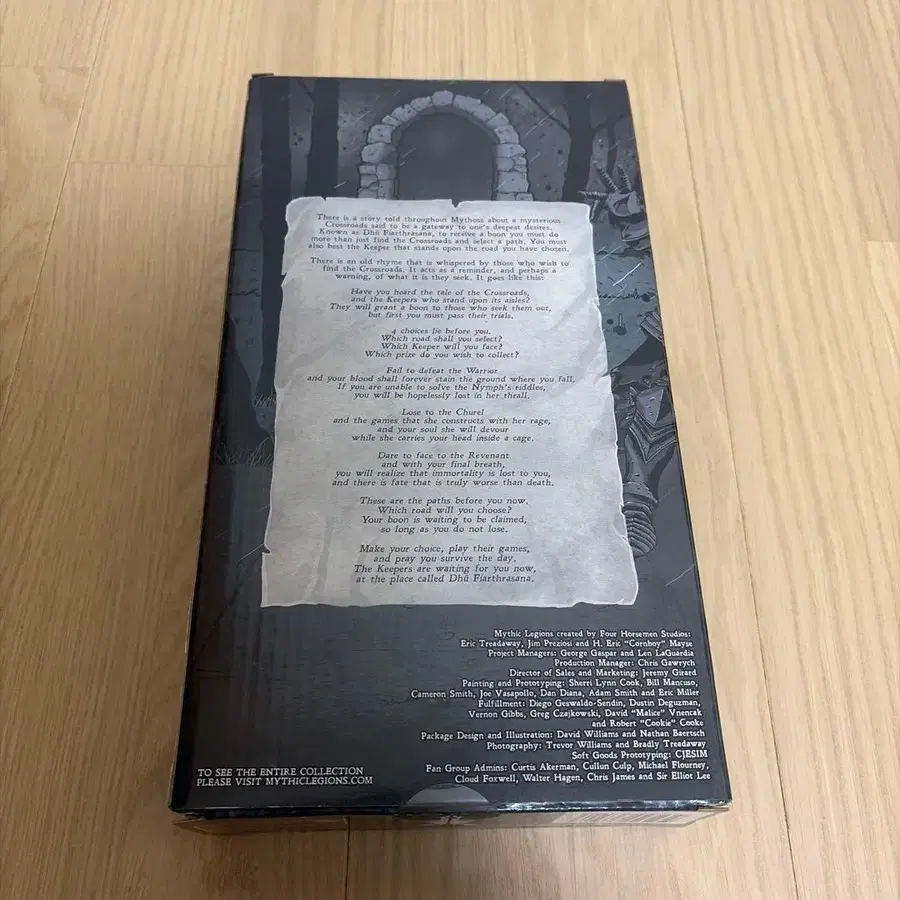 There is a story told throughout Mythoss about a mysterious
Crossroads said to be a gateway to one's deepest desires.
Known as Dhú Fiarthrasana, to receive a boon you must do
more than just find the Crossroads and select a path. You must
also best the Keeper that stands upon the road you have chosen.
There is an old rhyme that is whispered by those who wish to
find the Crossroads. It acts as a reminder, and perhaps a
warning, of what it is they seek. It goes like this:
Have you heard the tale of the Crossroads,
and the Keepers who stand upon its aisles?
They will grant a boon to those who seek them out,
but first you must pass their trials.
4 choices lie before you.
Which road shall you select?
Which Keeper will you face?
Which prize do you wish to collect?
Fail to defeat the Warrior
and your blood shall forever stain the ground where you fall.
If you are unable to solve the Nymph's riddles,
you will be hopelessly lost in her thrall.
Lose to the Churel
and the games that she constructs with her rage,
and your soul she will devour
while she carries your head inside a cage.
Dare to face to the Revenant
and with your final breath,
you will realize that immortality is lost to you,
and there is fate that is truly worse than death.
These are the paths before you now.
Which road will you choose?
Your boon is waiting to be claimed,
so long as you do not lose.
Make your choice, play their games,
and pray you survive the day.
The Keepers are waiting for you now,
at the place called Dhú Fiarthrasana.
Mythic Legions created by Four Horsemen Studios:
Eric Treadaway, Jim Preziosi and H. Eric "Cornboy" Mayse
Project Managers: George Gaspar and Len LaGuardia
Production Manager: Chris Gawrych
Director of Sales and Marketing: Jeremy Girard
Painting and Prototyping: Sherri Lynn Cook, Bill Mancuso,
Cameron Smith, Joe Vasapollo, Dan Diana, Adam Smith and Eric Miller
Fulfillment: Diego Geswaldo-Sendin, Dustin Deguzman,
Vernon Gibbs, Greg Czajkowski, David "Malice" Vnencak
and Robert "Cookie" Cooke
Package Design and Illustration: David Williams and Nathan Baertsch
Photography: Trevor Williams and Bradly Treadaway
Soft Goods Prototyping: CJESIM
Fan Group Admins: Curtis Akerman, Cullun Culp, Michael Flourney,
Cloud Foxwell, Walter Hagen, Chris James and Sir Elliot Lee
TO SEE THE ENTIRE COLLECTION
PLEASE VISIT MYTHICLEGIONS.COM